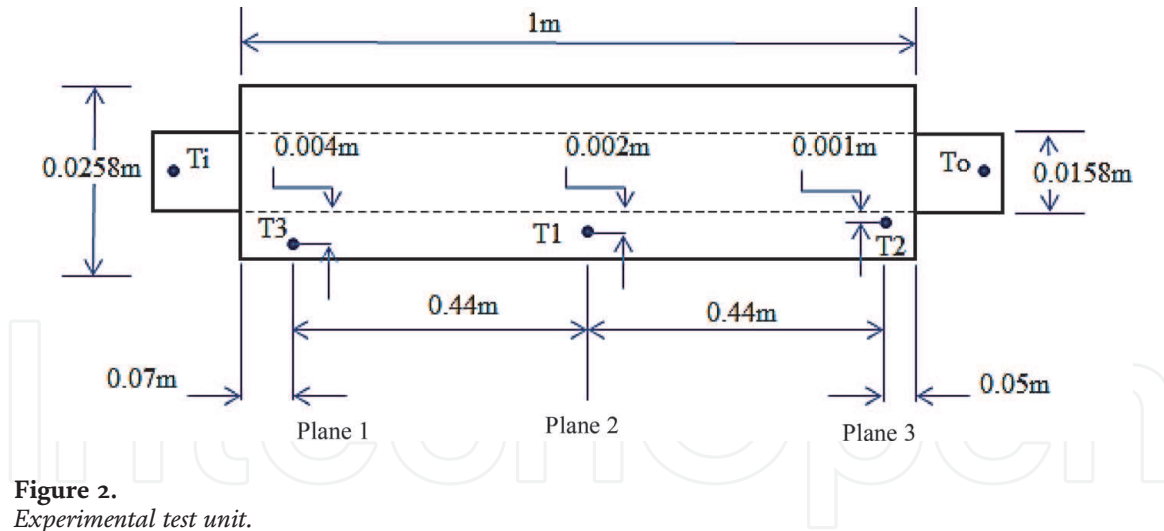 1m
0.004m 0.002m 0.001m
0.0258m Ti To 0.0158m
T3 T1 T2
0.44m 0.44m
0.07m 0.05m
Plane 1 Plane 2 Plane 3
IntechOpen
Figure 2.
Experimental test unit.